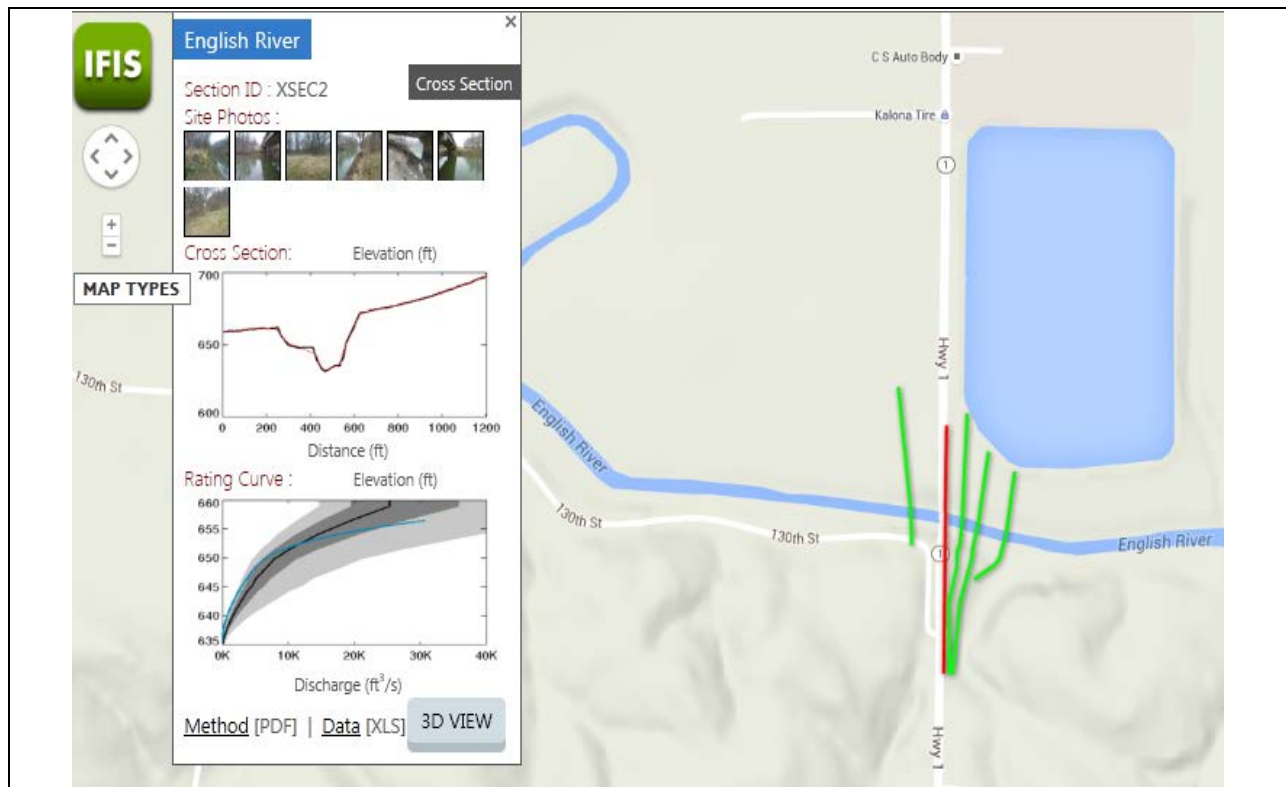 IFIS
MAP TYPES
English River
×
Section ID : XSEC2
Cross Section
Site Photos :
+
−
Cross Section:
Elevation (ft)
700
650
600
0 200 400 600 800 1000 1200
Distance (ft)
Rating Curve :
Elevation (ft)
660
655
650
645
640
635
0K 10K 20K 30K 40K
Discharge (ft³/s)
Method [PDF] | Data [XLS]
3D VIEW
C S Auto Body
Kalona Tire
1
Hwy 1
130th St
English River
130th St
130th St
1
English River
Hwy 1